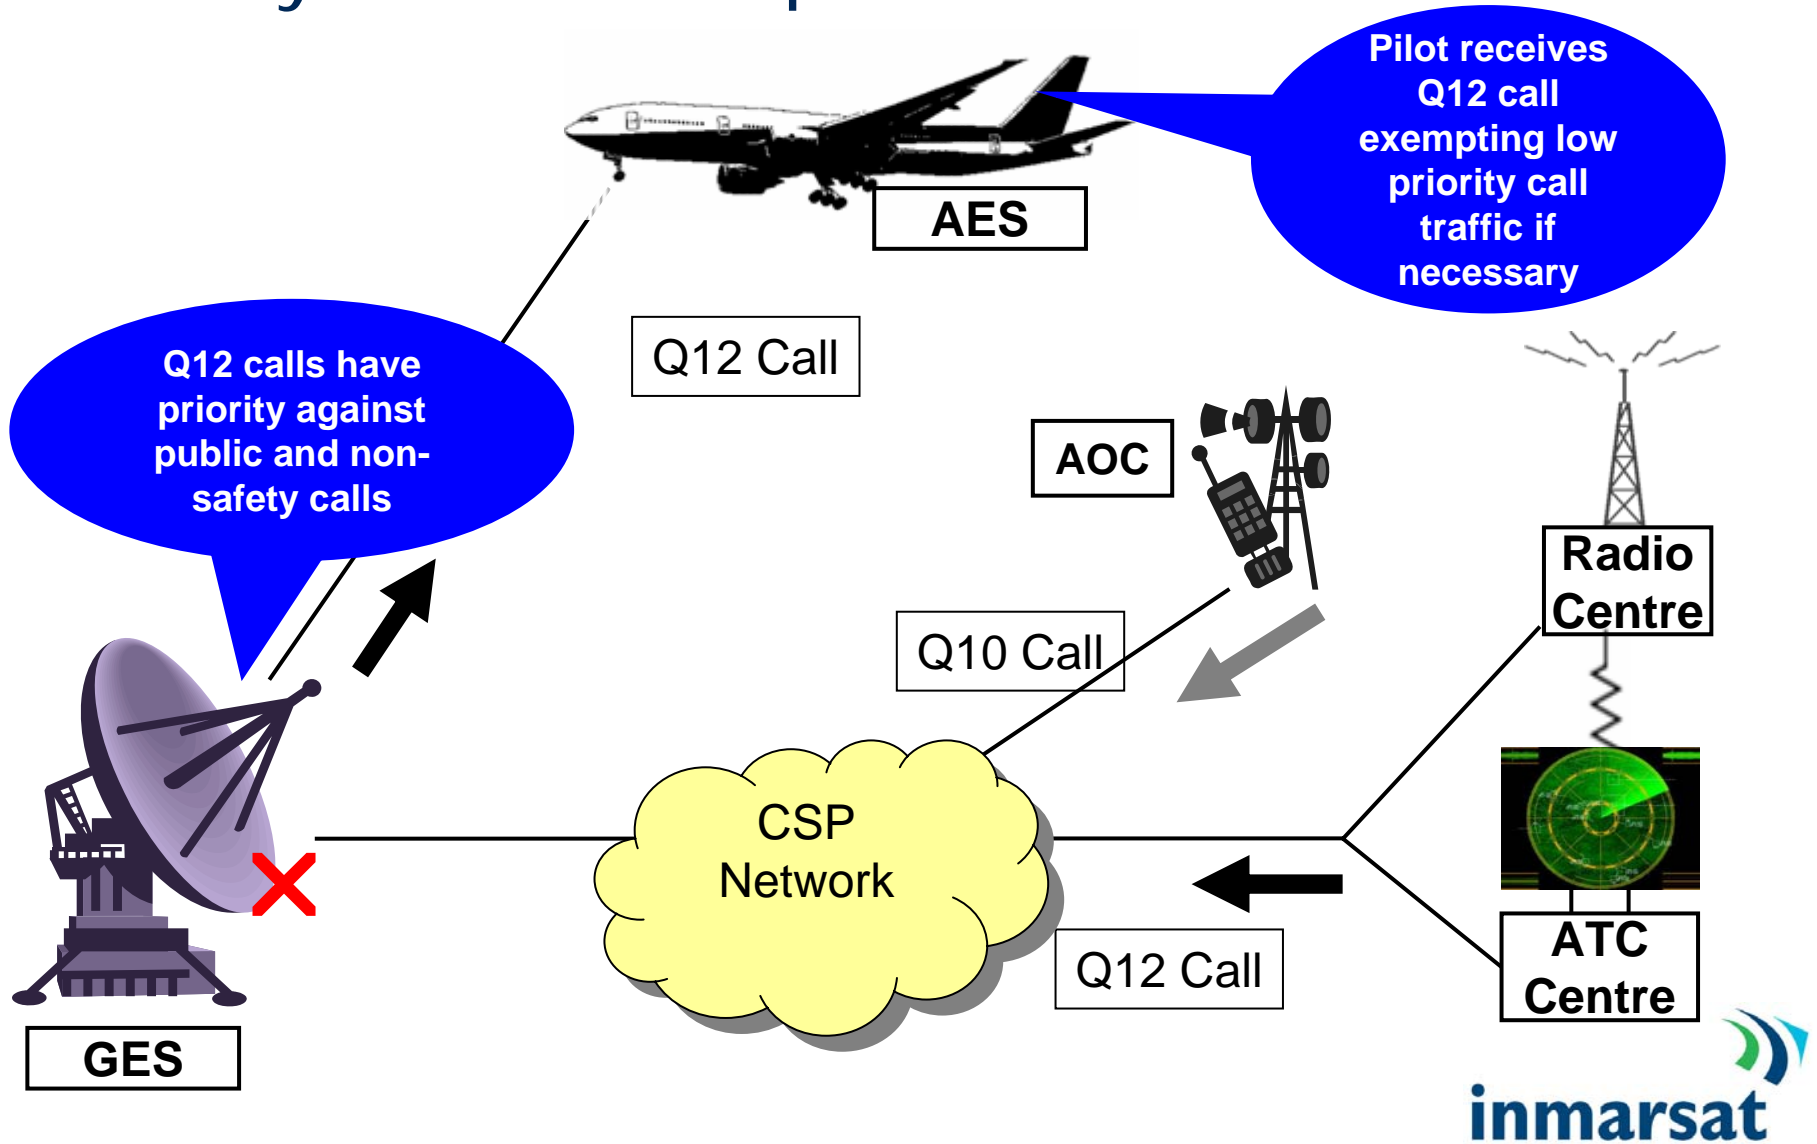 Pilot receives
Q12 call
exempting low
priority call
traffic if
necessary
AES
Q12 Call
Q12 calls have
priority against
public and non-
safety calls
AOC
Radio
Centre
Q10 Call
CSP
Network
ATC
Centre
Q12 Call
GES
inmarsat